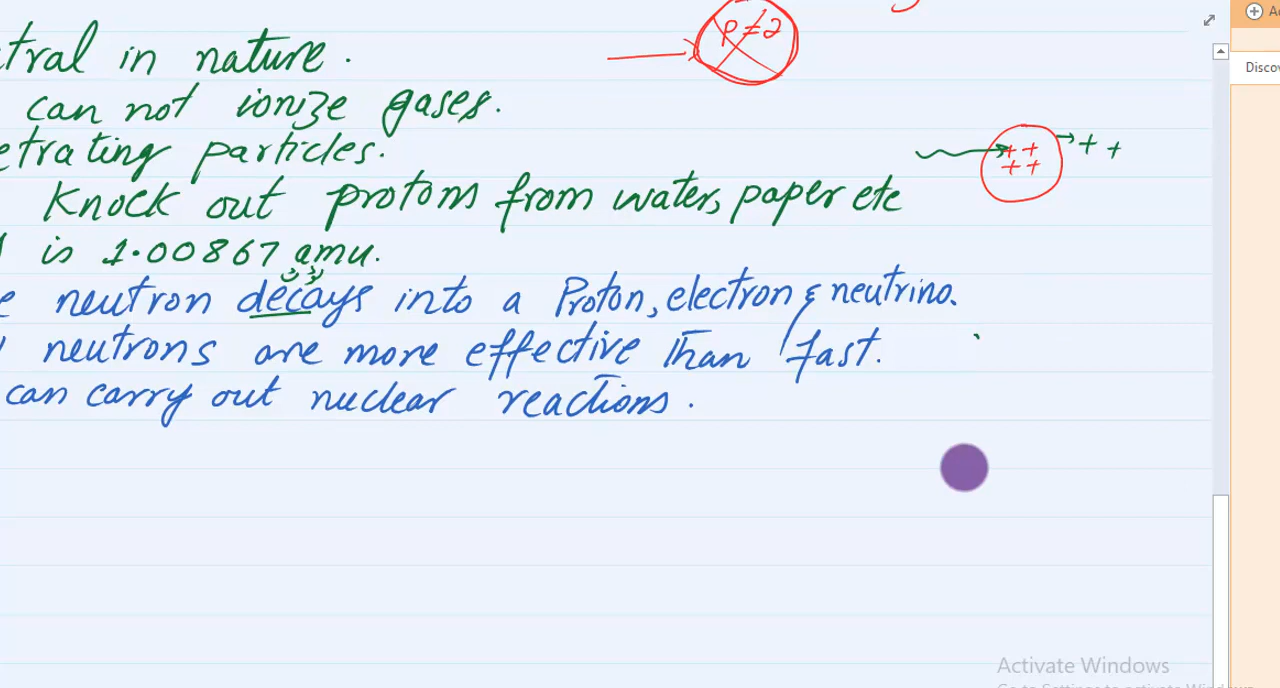 P≠2
tral in nature.
can not ionize gases.
etrating particles.
+ +
+ +
+ +
Knock out protons from water, paper etc
is 1.00867 amu.
e neutron decays into a Proton, electron & neutrino.
neutrons are more effective than fast.
can carry out nuclear reactions.
Discov
Activate Windows